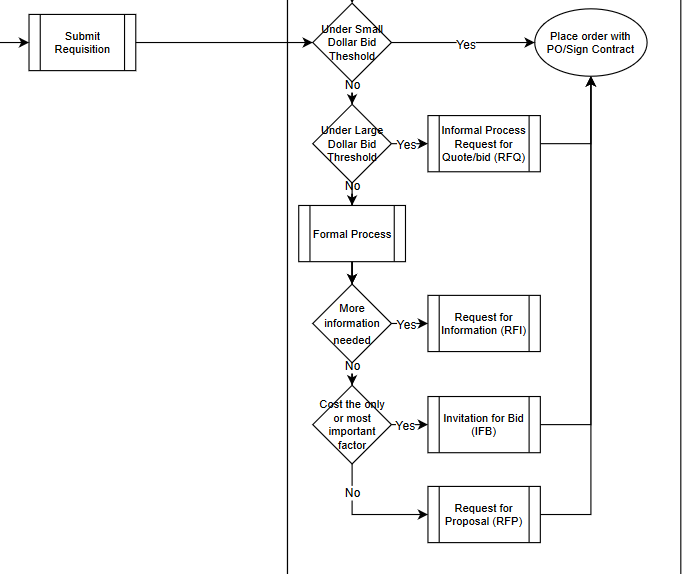 Submit
Requisition
Under Small
Dollar Bid
Theshold
Yes
Place order with
PO/Sign Contract
No
Under Large
Dollar Bid
Threshold
Yes
Informal Process
Request for
Quote/bid (RFQ)
No
Formal Process
More
information
needed
Yes
Request for
Information (RFI)
No
Cost the only
or most
important
factor
Yes
Invitation for Bid
(IFB)
No
Request for
Proposal (RFP)